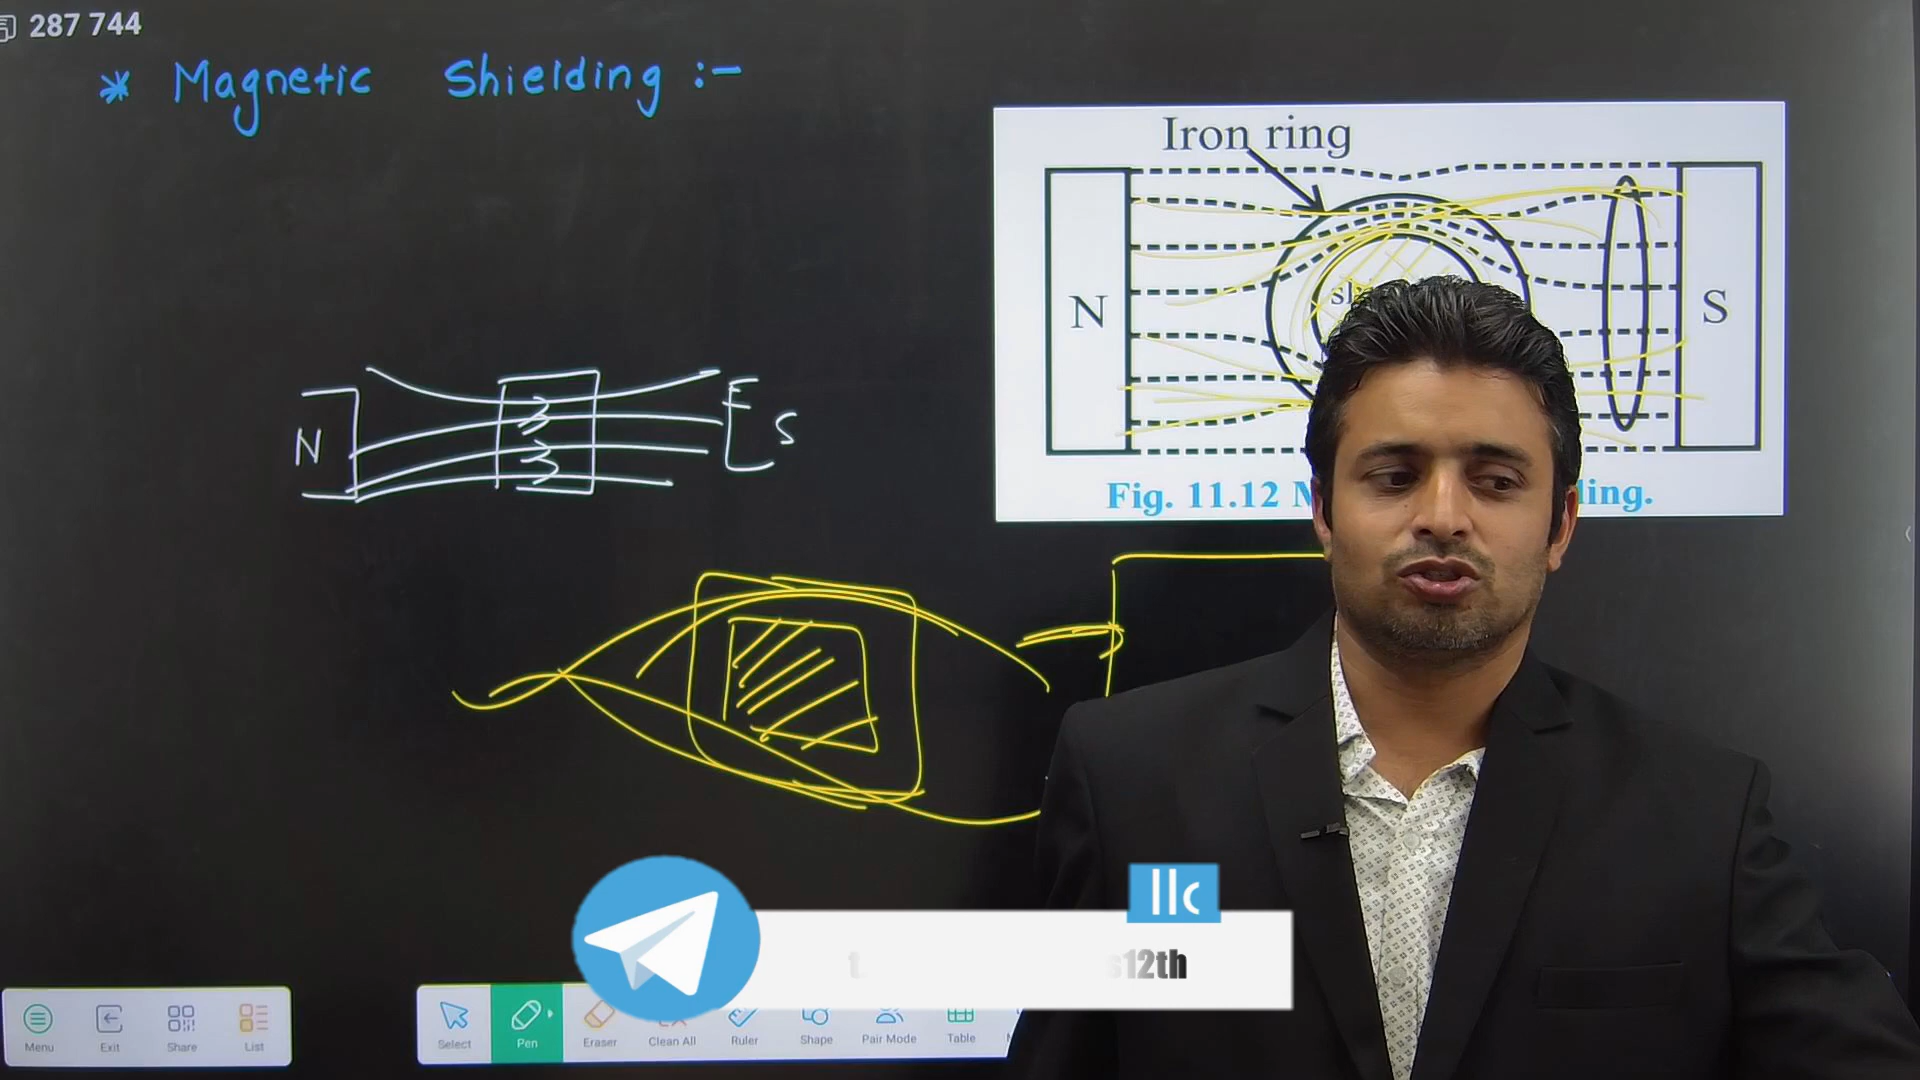 287 744
* Magnetic Shielding :-
Iron ring
N
S
Fig. 11.12
ding.
N
S
s12th
Menu
Exit
Share
List
Select
Pen
Eraser
Clean All
Ruler
Shape
Pair Mode
Table